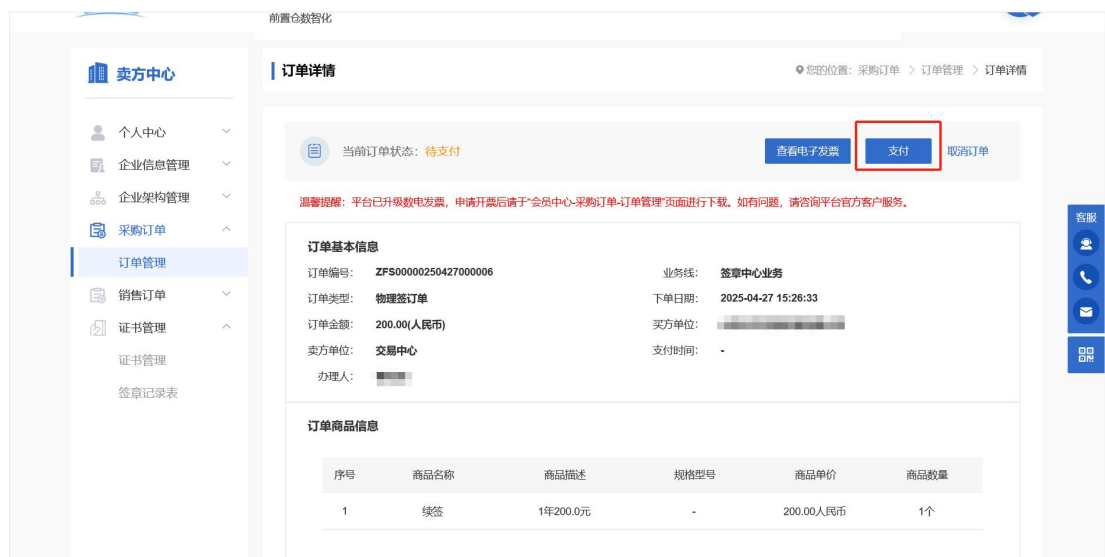 前置仓数智化
卖方中心
个人中心
企业信息管理
企业架构管理
采购订单
订单管理
销售订单
证书管理
证书管理
签章记录表
订单详情
您的位置：采购订单 > 订单管理 > 订单详情
当前订单状态：待支付
查看电子发票 支付 取消订单
温馨提醒：平台已升级数电发票，申请开票后请于“会员中心-采购订单-订单管理”页面进行下载。如有问题，请咨询平台官方客户服务。
订单基本信息
订单编号： ZFS00000250427000006 业务线： 签章中心业务
订单类型： 物理签订单 下单日期： 2025-04-27 15:26:33
订单金额： 200.00(人民币) 买方单位：
卖方单位： 交易中心 支付时间： -
办理人：
订单商品信息
序号 商品名称 商品描述 规格型号 商品单价 商品数量
1 续签 1年200.0元 - 200.00人民币 1个
客服